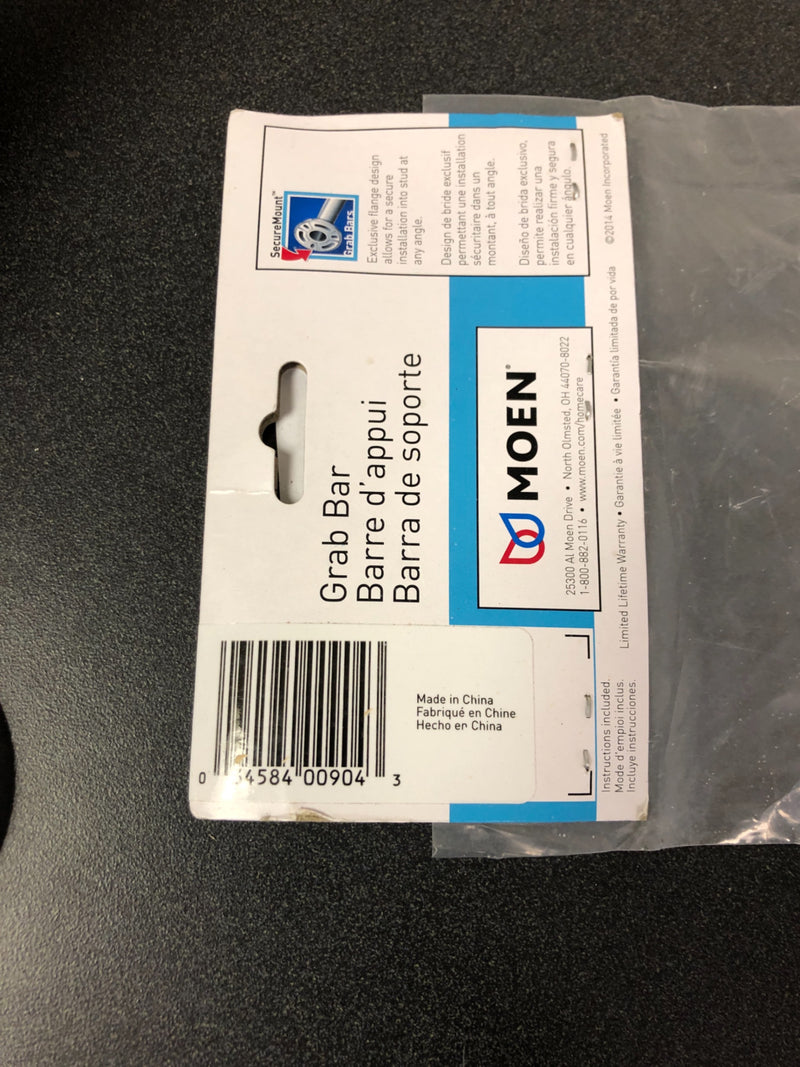 SecureMount™
Grab Bars
Exclusive flange design
allows for a secure
installation into stud at
any angle.
Design de bride exclusif
permettant une installation
sécuritaire dans un
montant, à tout angle.
Diseño de brida exclusivo,
permite realizar una
instalación firme y segura
en cualquier ángulo.
©2014 Moen Incorporated
Grab Bar
Barre d'appui
Barra de soporte
MOEN®
25300 Al Moen Drive • North Olmsted, OH 44070-8022
1-800-882-0116 • www.moen.com/homecare
Limited Lifetime Warranty • Garantie à vie limitée • Garantía limitada de por vida
0 34584 00904 3
Made in China
Fabriqué en Chine
Hecho en China
Instructions included.
Mode d'emploi inclus.
Incluye instrucciones.